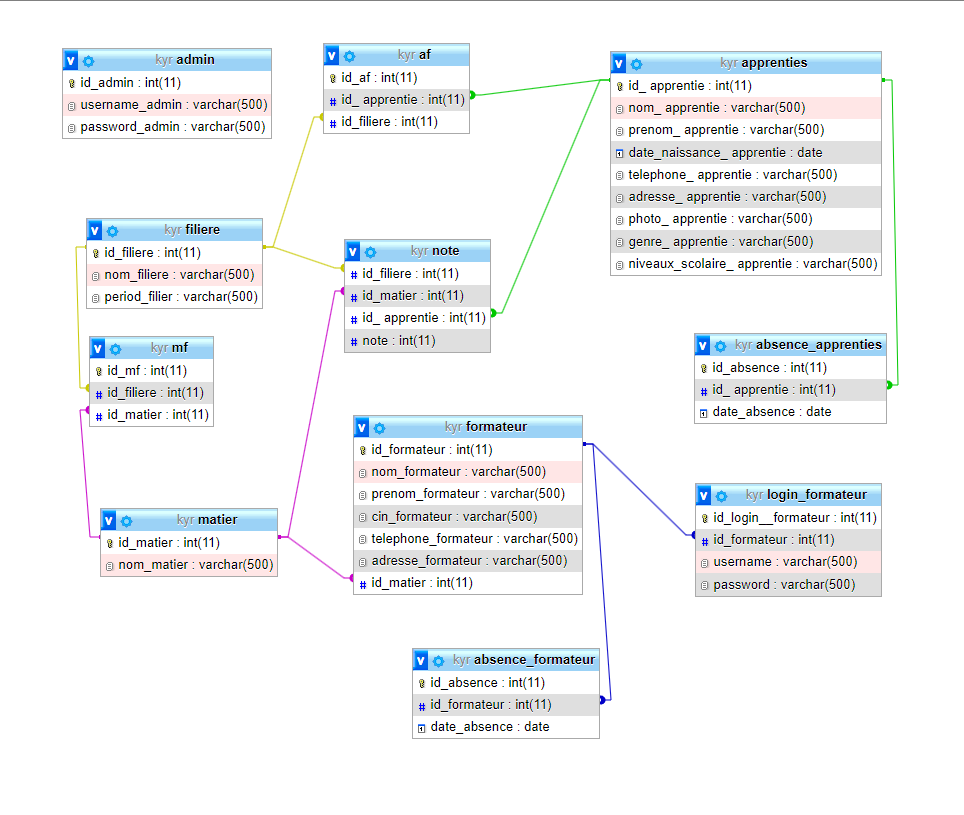 kyr admin
id_admin : int(11)
username_admin : varchar(500)
password_admin : varchar(500)
kyr af
id_af : int(11)
id_ apprentie : int(11)
id_filiere : int(11)
kyr apprenties
id_ apprentie : int(11)
nom_ apprentie : varchar(500)
prenom_ apprentie : varchar(500)
date_naissance_ apprentie : date
telephone_ apprentie : varchar(500)
adresse_ apprentie : varchar(500)
photo_ apprentie : varchar(500)
genre_ apprentie : varchar(500)
niveaux_scolaire_ apprentie : varchar(500)
kyr filiere
id_filiere : int(11)
nom_filiere : varchar(500)
period_filier : varchar(500)
kyr note
id_filiere : int(11)
id_matier : int(11)
id_ apprentie : int(11)
note : int(11)
kyr mf
id_mf : int(11)
id_filiere : int(11)
id_matier : int(11)
kyr absence_apprenties
id_absence : int(11)
id_ apprentie : int(11)
date_absence : date
kyr formateur
id_formateur : int(11)
nom_formateur : varchar(500)
prenom_formateur : varchar(500)
cin_formateur : varchar(500)
telephone_formateur : varchar(500)
adresse_formateur : varchar(500)
id_matier : int(11)
kyr login_formateur
id_login__formateur : int(11)
id_formateur : int(11)
username : varchar(500)
password : varchar(500)
kyr matier
id_matier : int(11)
nom_matier : varchar(500)
kyr absence_formateur
id_absence : int(11)
id_formateur : int(11)
date_absence : date